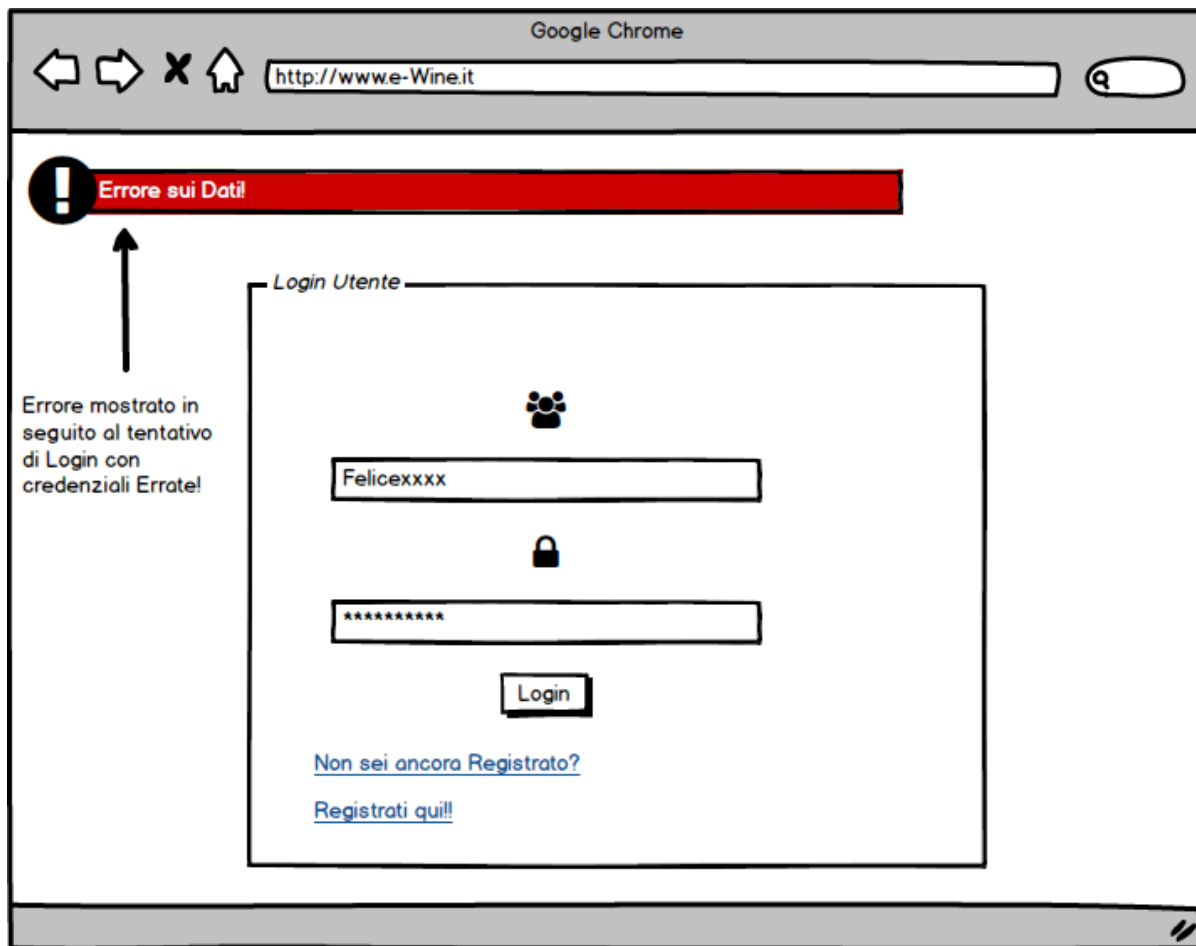 Google Chrome
http://www.e-Wine.it
Errore sui Dati!
Login Utente
Errore mostrato in
seguito al tentativo
di Login con
credenziali Errate!
Felicexxxx
**********
Login
Non sei ancora Registrato?
Registrati qui!!